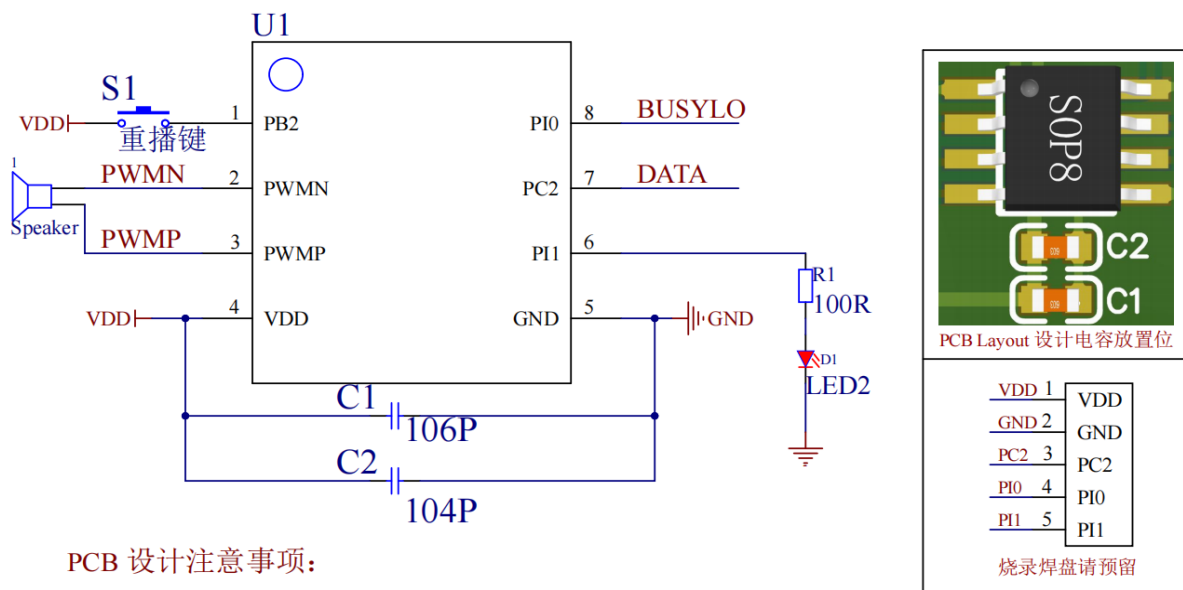 U1
S1
VDD
重播键
1
PB2
PI0
8
BUSYLO
1
PWMN
2
PWMN
PC2
7
DATA
Speaker
PWMP
3
PWMP
PI1
6
R1
100R
VDD
4
VDD
GND
5
GND
D1
LED2
C1
106P
C2
104P
PCB 设计注意事项:
SOP8
C2
C1
PCB Layout 设计电容放置位
VDD 1 VDD
GND 2 GND
PC2 3 PC2
PI0 4 PI0
PI1 5 PI1
烧录焊盘请预留